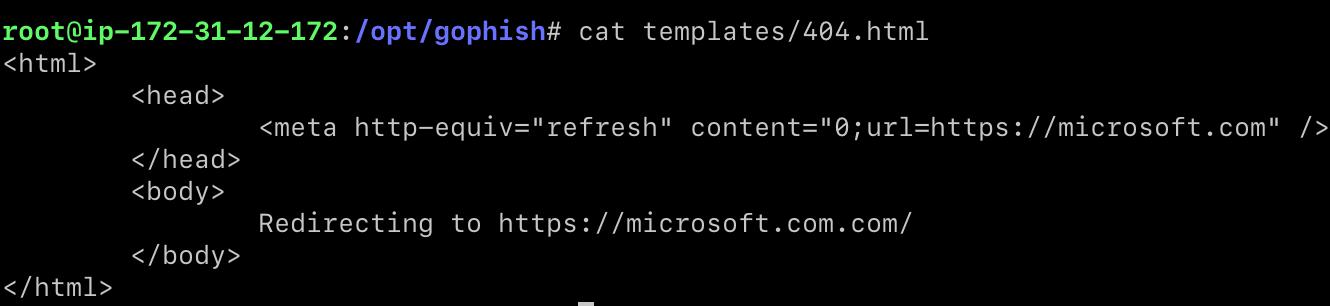 root@ip-172-31-12-172:/opt/gophish# cat templates/404.html
<html>
        <head>
                <meta http-equiv="refresh" content="0;url=https://microsoft.com" />
        </head>
        <body>
                Redirecting to https://microsoft.com.com/
        </body>
</html>